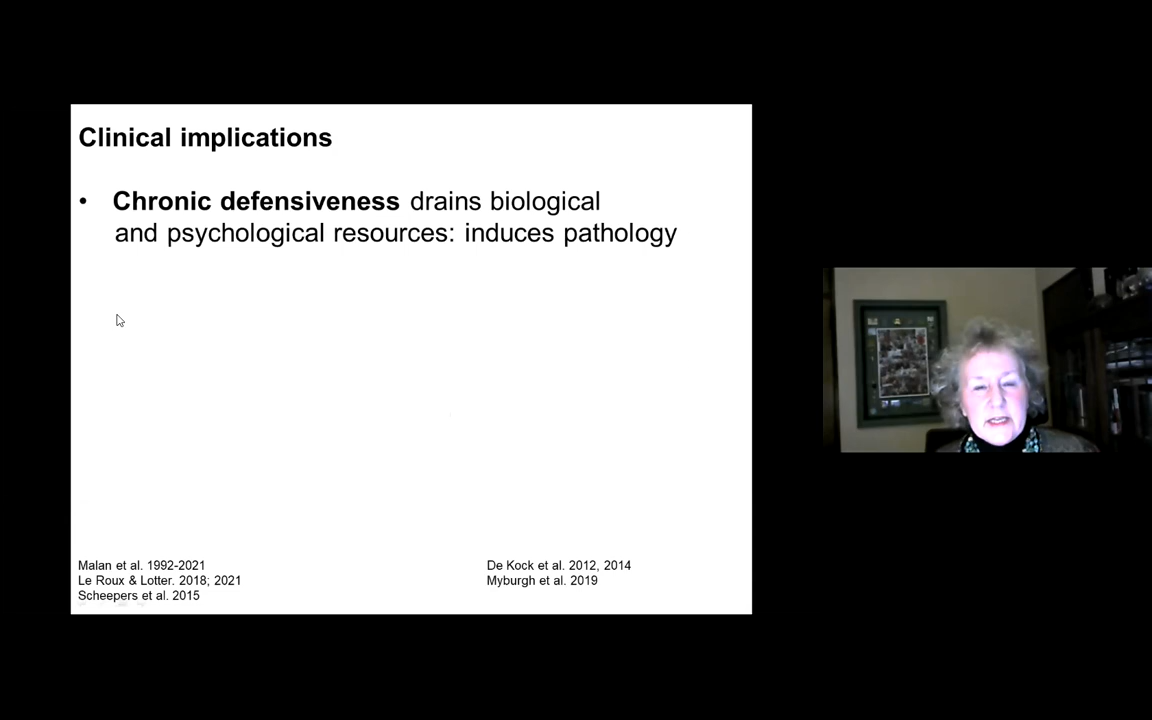 Clinical implications
• Chronic defensiveness drains biological
and psychological resources: induces pathology
Malan et al. 1992-2021
Le Roux & Lotter. 2018; 2021
Scheepers et al. 2015
De Kock et al. 2012, 2014
Myburgh et al. 2019